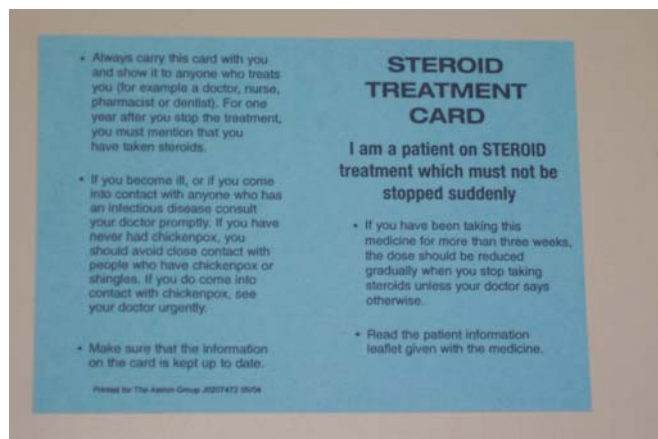 • Always carry this card with you
and show it to anyone who treats
you (for example a doctor, nurse,
pharmacist or dentist). For one
year after you stop the treatment,
you must mention that you
have taken steroids.
• If you become ill, or if you come
into contact with anyone who has
an infectious disease consult
your doctor promptly. If you have
never had chickenpox, you
should avoid close contact with
people who have chickenpox or
shingles. If you do come into
contact with chickenpox, see
your doctor urgently.
• Make sure that the information
on the card is kept up to date.
Printed for The Astron Group J0207472 05/04
STEROID
TREATMENT
CARD
I am a patient on STEROID
treatment which must not be
stopped suddenly
• If you have been taking this
medicine for more than three weeks,
the dose should be reduced
gradually when you stop taking
steroids unless your doctor says
otherwise.
• Read the patient information
leaflet given with the medicine.